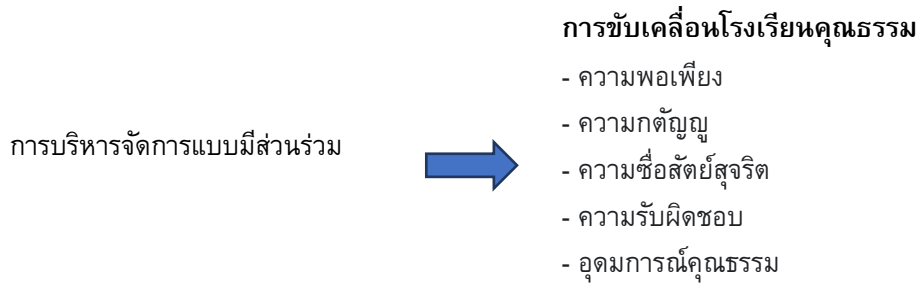 การขับเคลื่อนโรงเรียนคุณธรรม
- ความพอเพียง
- ความกตัญญู
การบริหารจัดการแบบมีส่วนร่วม
- ความซื่อสัตย์สุจริต
- ความรับผิดชอบ
- อุดมการณ์คุณธรรม